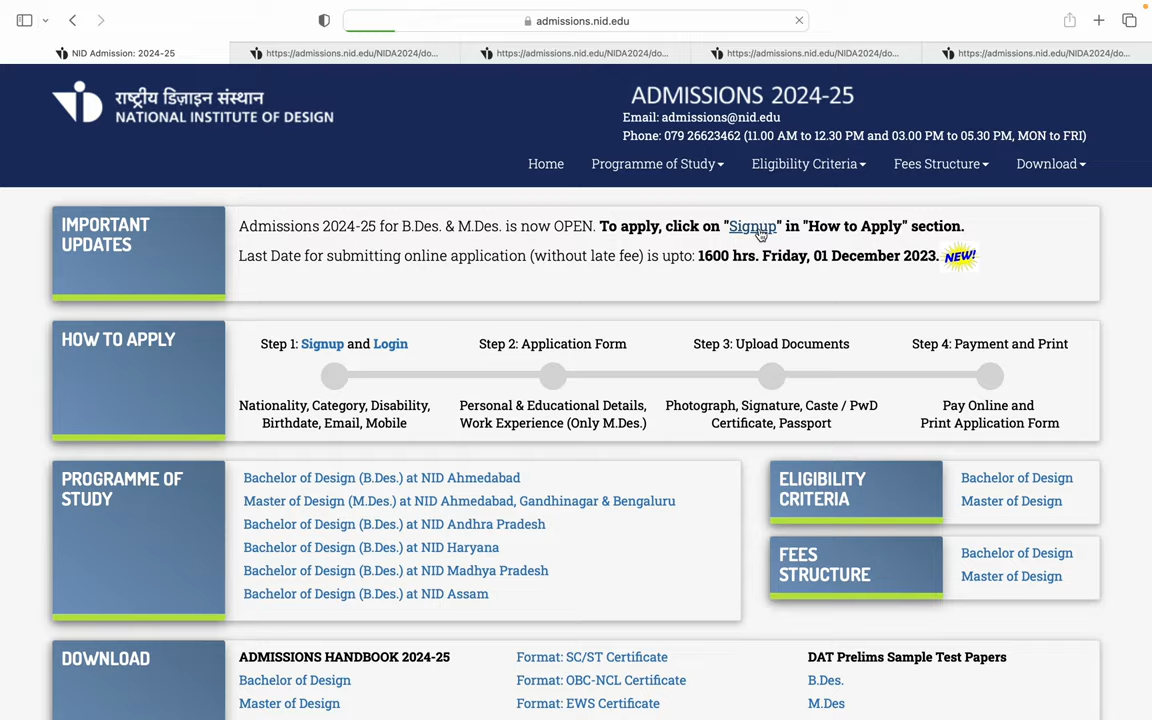 admissions.nid.edu
NID Admission: 2024-25
https://admissions.nid.edu/NIDA2024/do...
https://admissions.nid.edu/NIDA2024/do...
https://admissions.nid.edu/NIDA2024/do...
https://admissions.nid.edu/NIDA2024/do...
राष्ट्रीय डिज़ाइन संस्थान
NATIONAL INSTITUTE OF DESIGN
ADMISSIONS 2024-25
Email: admissions@nid.edu
Phone: 079 26623462 (11.00 AM to 12.30 PM and 03.00 PM to 05.30 PM, MON to FRI)
Home Programme of Study Eligibility Criteria Fees Structure Download
IMPORTANT
UPDATES
Admissions 2024-25 for B.Des. & M.Des. is now OPEN. To apply, click on "Signup" in "How to Apply" section.
Last Date for submitting online application (without late fee) is upto: 1600 hrs. Friday, 01 December 2023. NEW!
HOW TO APPLY
Step 1: Signup and Login
Nationality, Category, Disability,
Birthdate, Email, Mobile
Step 2: Application Form
Personal & Educational Details,
Work Experience (Only M.Des.)
Step 3: Upload Documents
Photograph, Signature, Caste / PwD
Certificate, Passport
Step 4: Payment and Print
Pay Online and
Print Application Form
PROGRAMME OF
STUDY
Bachelor of Design (B.Des.) at NID Ahmedabad
Master of Design (M.Des.) at NID Ahmedabad, Gandhinagar & Bengaluru
Bachelor of Design (B.Des.) at NID Andhra Pradesh
Bachelor of Design (B.Des.) at NID Haryana
Bachelor of Design (B.Des.) at NID Madhya Pradesh
Bachelor of Design (B.Des.) at NID Assam
ELIGIBILITY
CRITERIA
Bachelor of Design
Master of Design
FEES
STRUCTURE
Bachelor of Design
Master of Design
DOWNLOAD
ADMISSIONS HANDBOOK 2024-25
Bachelor of Design
Master of Design
Format: SC/ST Certificate
Format: OBC-NCL Certificate
Format: EWS Certificate
DAT Prelims Sample Test Papers
B.Des.
M.Des